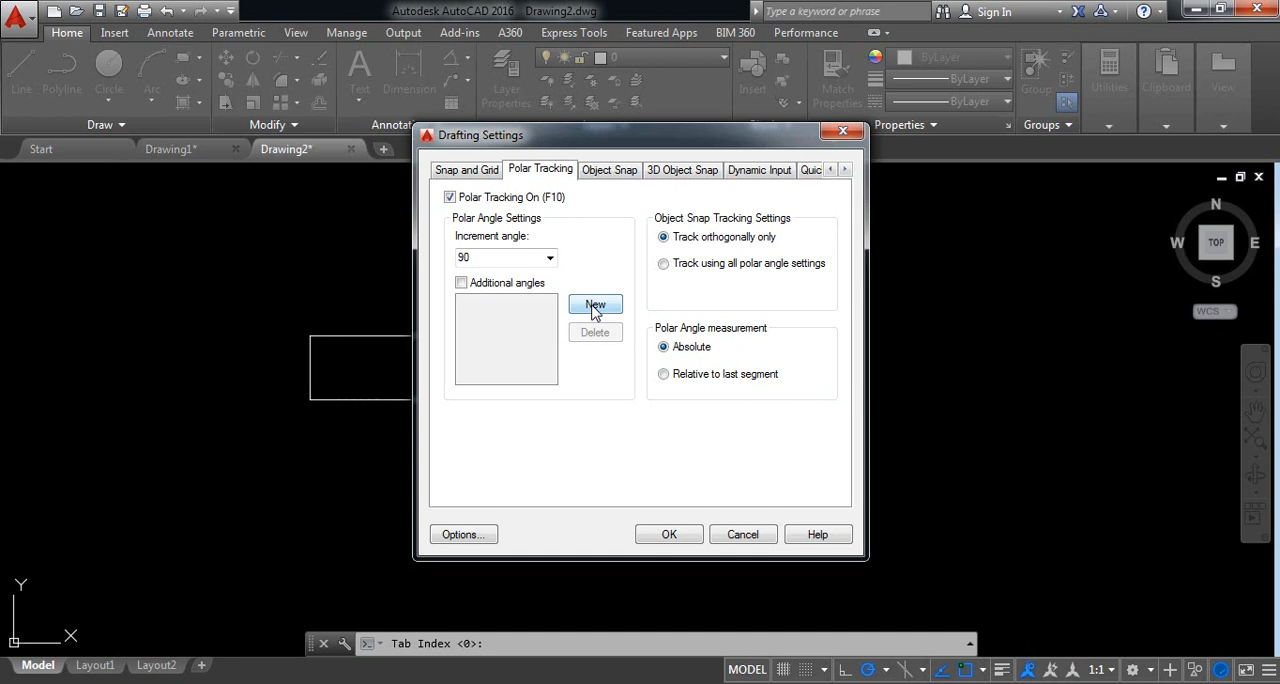 Autodesk AutoCAD 2016 Drawing2.dwg
Type a keyword or phrase
Sign In
Home Insert Annotate Parametric View Manage Output Add-ins A360 Express Tools Featured Apps BIM 360 Performance
Line Polyline Circle Arc
Text Dimension
Layer Properties
0
Insert
Match Properties
ByLayer
ByLayer
ByLayer
Group
Utilities
Clipboard
View
Draw Modify Annotat Properties Groups
Start Drawing1* Drawing2*
Drafting Settings
Snap and Grid Polar Tracking Object Snap 3D Object Snap Dynamic Input Quic
Polar Tracking On (F10)
Polar Angle Settings
Increment angle:
90
Additional angles
New
Delete
Object Snap Tracking Settings
Track orthogonally only
Track using all polar angle settings
Polar Angle measurement
Absolute
Relative to last segment
Options... OK Cancel Help
N
W TOP E
S
WCS
Y
X
Tab Index <0>:
Model Layout1 Layout2
MODEL 1:1